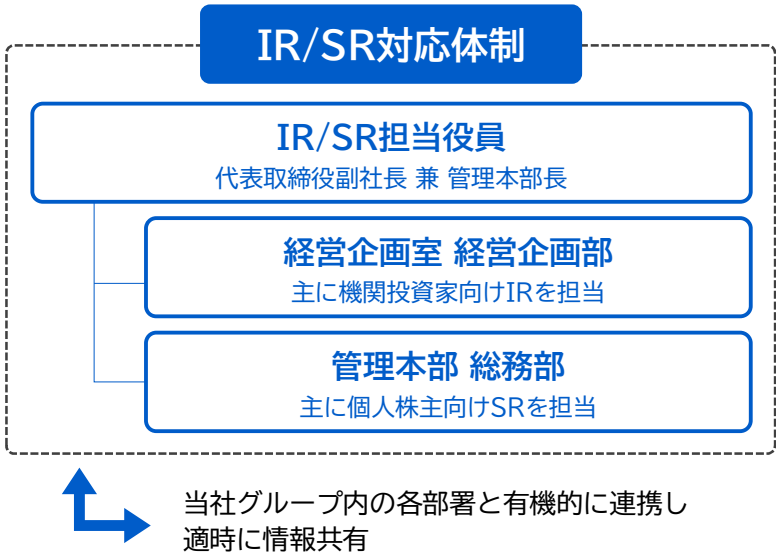 IR/SR対応体制
IR/SR担当役員
代表取締役副社長 兼 管理本部長
経営企画室 経営企画部
主に機関投資家向けIRを担当
管理本部 総務部
主に個人株主向けSRを担当
当社グループ内の各部署と有機的に連携し
適時に情報共有